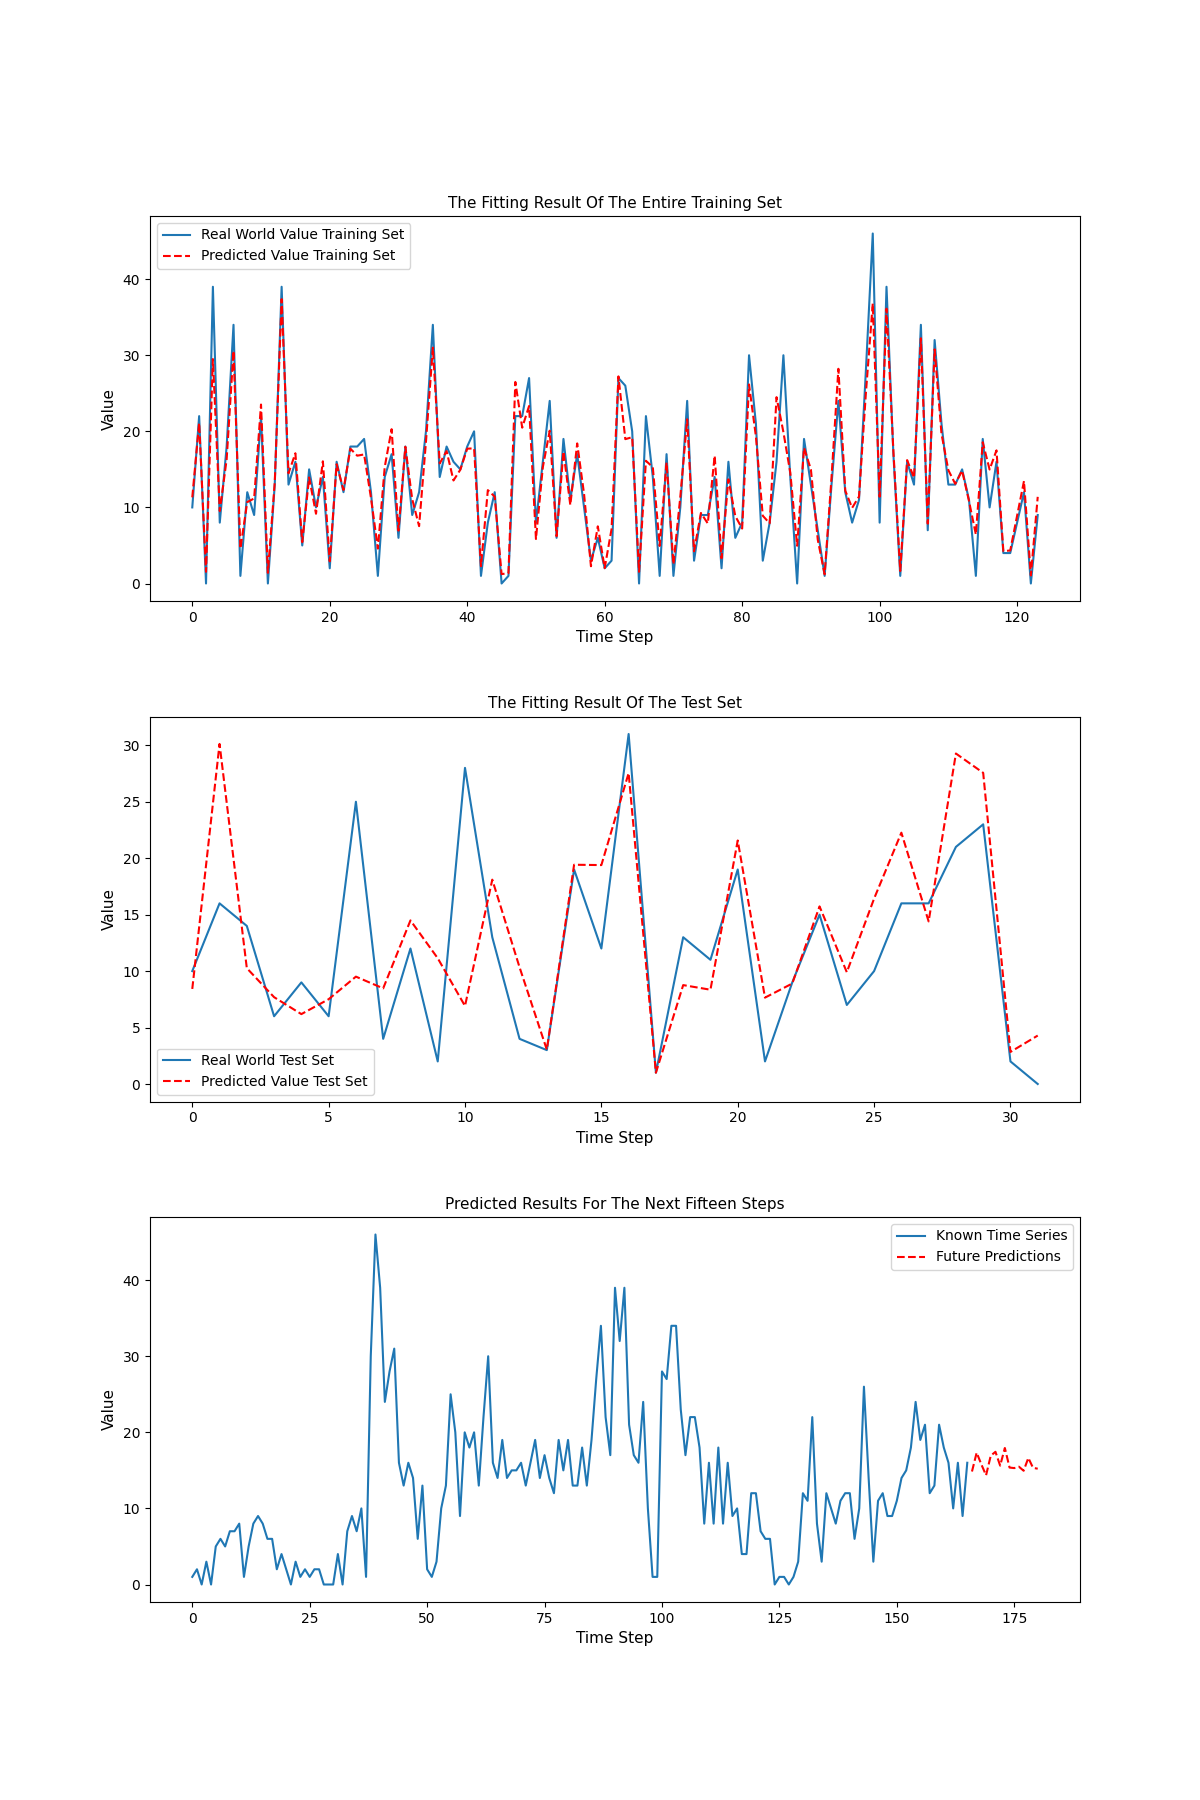 The Fitting Result Of The Entire Training Set
Real World Value Training Set
Predicted Value Training Set
Value
40
30
20
10
0
0 20 40 60 80 100 120
Time Step
The Fitting Result Of The Test Set
30
25
20
15
10
5
0
Value
Real World Test Set
Predicted Value Test Set
0 5 10 15 20 25 30
Time Step
Predicted Results For The Next Fifteen Steps
Known Time Series
Future Predictions
Value
40
30
20
10
0
0 25 50 75 100 125 150 175
Time Step